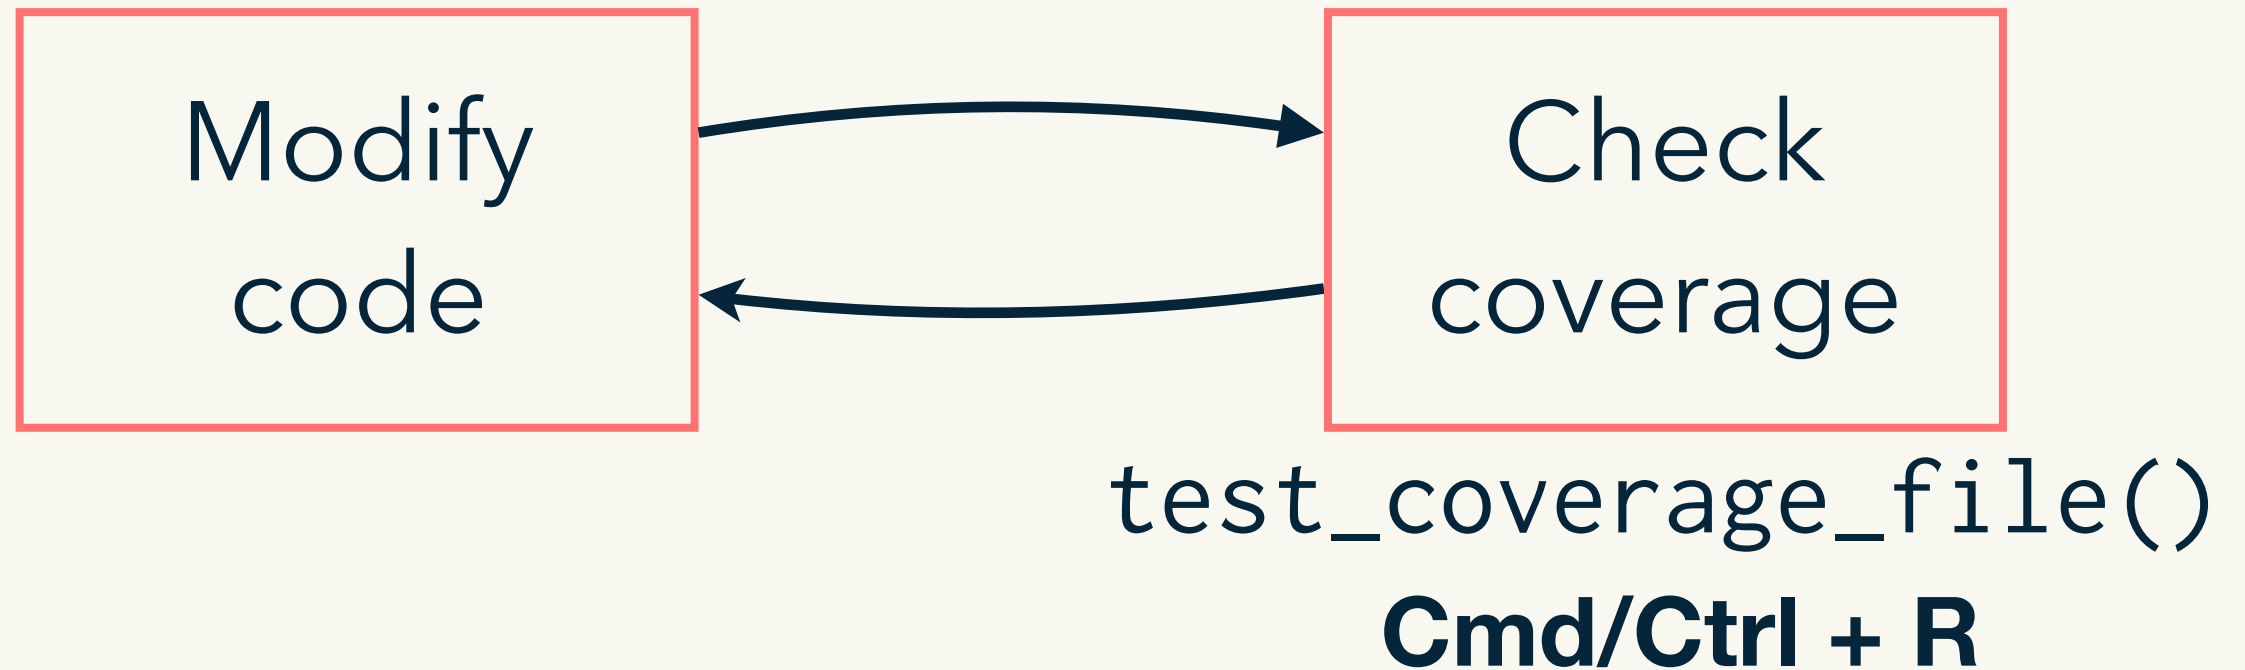 Modify
code
Check
coverage
test_coverage_file()
Cmd/Ctrl + R